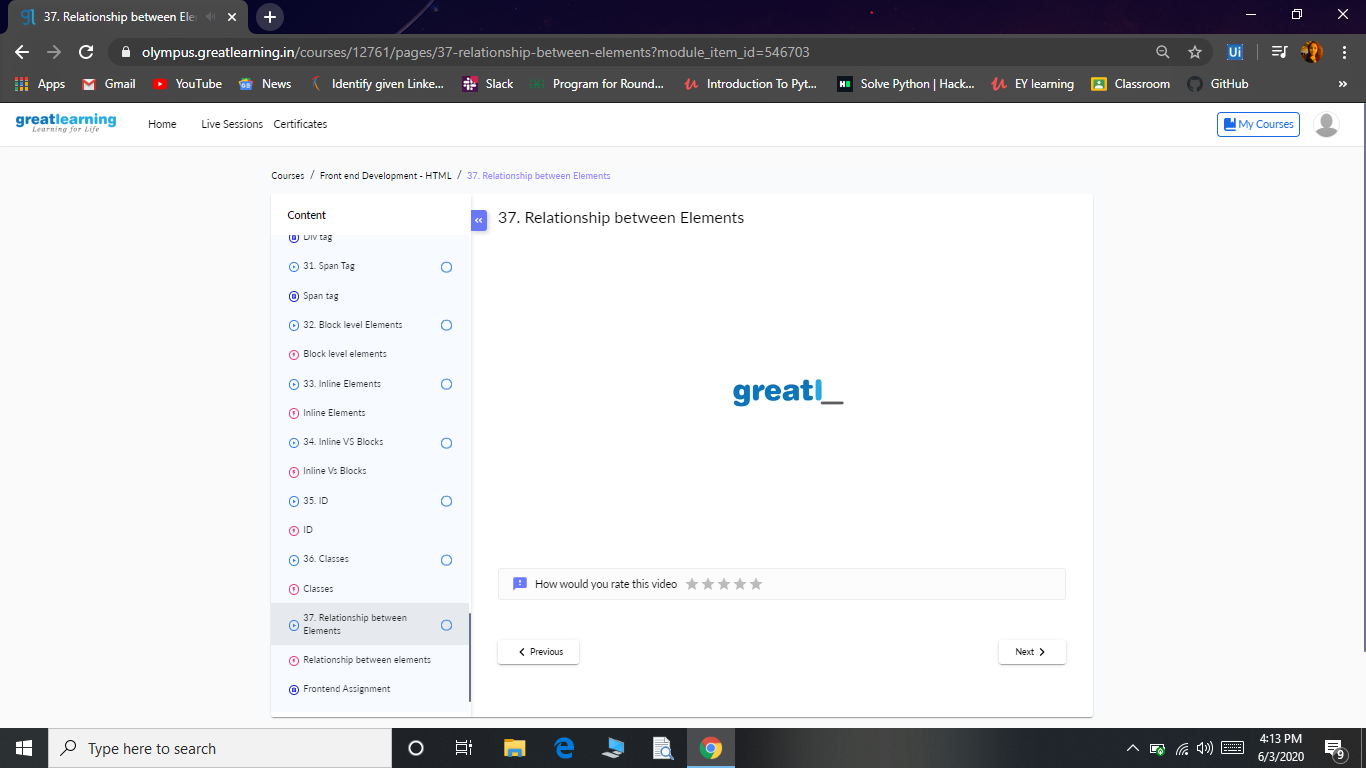 37. Relationship between Ele
olympus.greatlearning.in/courses/12761/pages/37-relationship-between-elements?module_item_id=546703
Apps Gmail YouTube News Identify given Linke... Slack Program for Round... Introduction To Pyt... Solve Python | Hack... EY learning Classroom GitHub »
greatlearning
Learning for Life
Home Live Sessions Certificates My Courses
Courses / Front end Development - HTML / 37. Relationship between Elements
Content
37. Relationship between Elements
Div tag
31. Span Tag
Span tag
32. Block level Elements
Block level elements
33. Inline Elements
Inline Elements
34. Inline VS Blocks
Inline Vs Blocks
35. ID
ID
36. Classes
Classes
37. Relationship between
Elements
Relationship between elements
Frontend Assignment
greatl_
How would you rate this video
Previous
Next
Type here to search
4:13 PM
6/3/2020
9